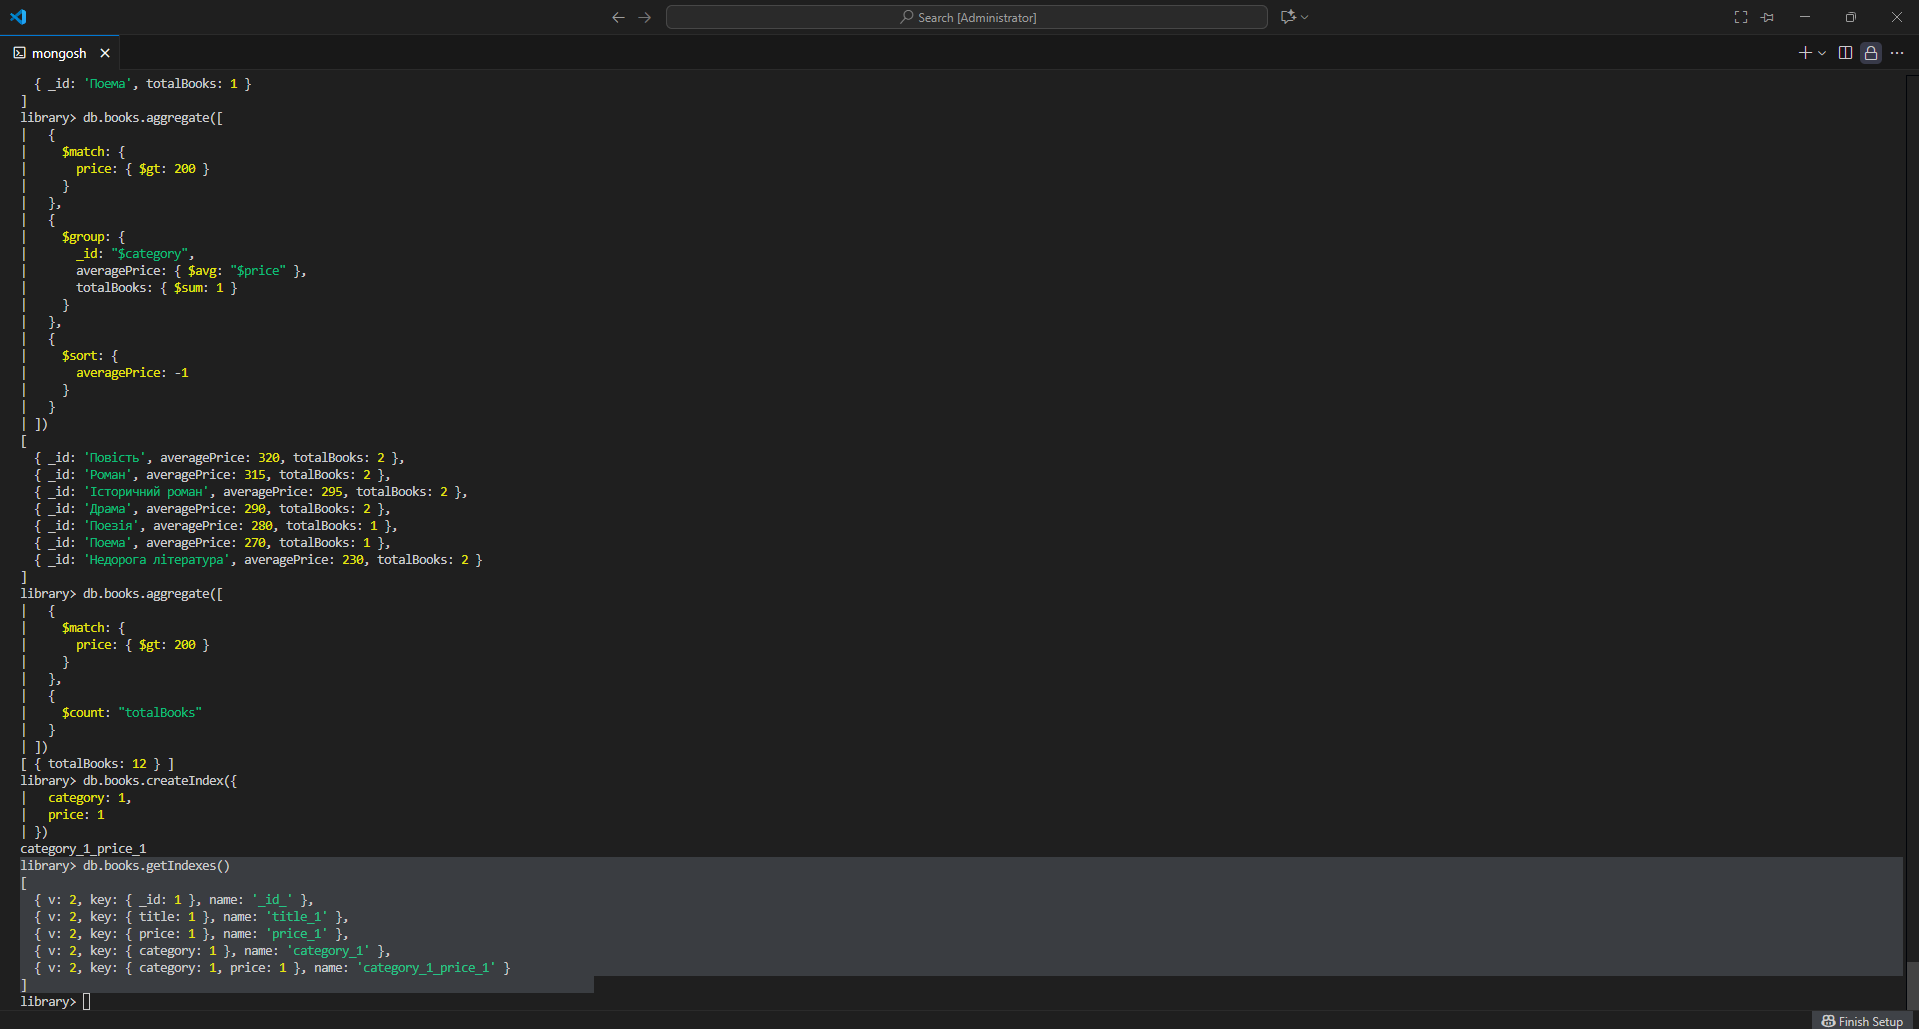 Search [Administrator]
mongosh
  { _id: 'Поема', totalBooks: 1 }
]
library> db.books.aggregate([
|   {
|     $match: {
|       price: { $gt: 200 }
|     }
|   },
|   {
|     $group: {
|       _id: "$category",
|       averagePrice: { $avg: "$price" },
|       totalBooks: { $sum: 1 }
|     }
|   },
|   {
|     $sort: {
|       averagePrice: -1
|     }
|   }
| ])
[
  { _id: 'Повість', averagePrice: 320, totalBooks: 2 },
  { _id: 'Роман', averagePrice: 315, totalBooks: 2 },
  { _id: 'Історичний роман', averagePrice: 295, totalBooks: 2 },
  { _id: 'Драма', averagePrice: 290, totalBooks: 2 },
  { _id: 'Поезія', averagePrice: 280, totalBooks: 1 },
  { _id: 'Поема', averagePrice: 270, totalBooks: 1 },
  { _id: 'Недорога література', averagePrice: 230, totalBooks: 2 }
]
library> db.books.aggregate([
|   {
|     $match: {
|       price: { $gt: 200 }
|     }
|   },
|   {
|     $count: "totalBooks"
|   }
| ])
[ { totalBooks: 12 } ]
library> db.books.createIndex({
|   category: 1,
|   price: 1
| })
category_1_price_1
library> db.books.getIndexes()
[
  { v: 2, key: { _id: 1 }, name: '_id_' },
  { v: 2, key: { title: 1 }, name: 'title_1' },
  { v: 2, key: { price: 1 }, name: 'price_1' },
  { v: 2, key: { category: 1 }, name: 'category_1' },
  { v: 2, key: { category: 1, price: 1 }, name: 'category_1_price_1' }
]
library>
Finish Setup